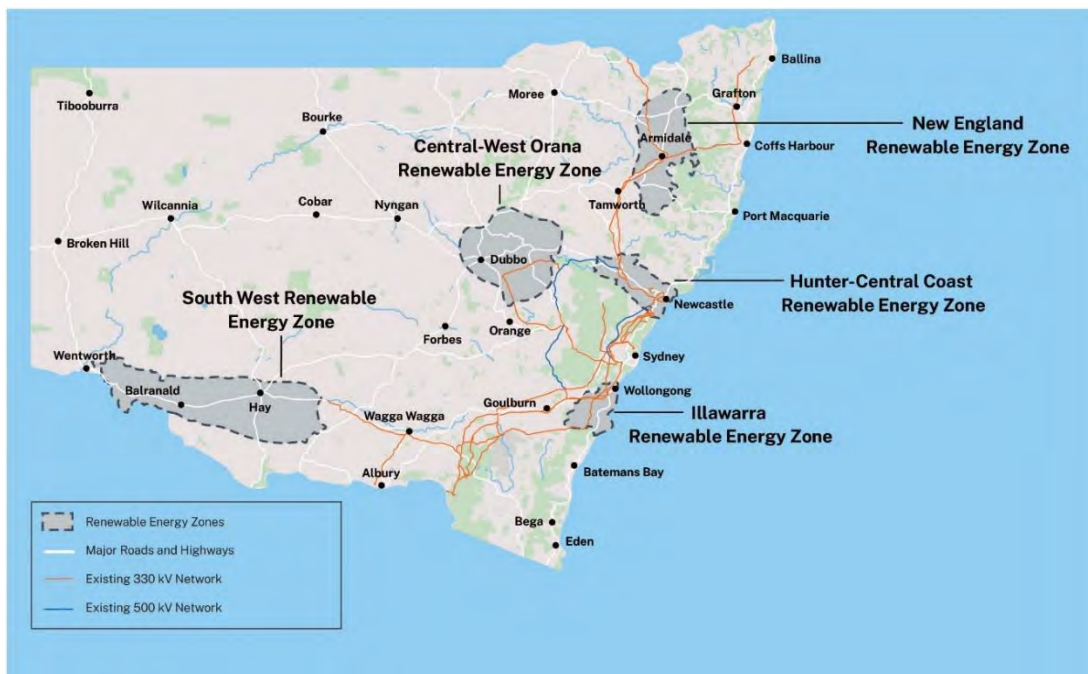 Ballina
Tibooburra
Moree
Grafton
Bourke
New England
Renewable Energy Zone
Armidale
Coffs Harbour
Central-West Orana
Renewable Energy Zone
Tamworth
Wilcannia
Cobar
Nyngan
Port Macquarie
Broken Hill
Dubbo
Hunter-Central Coast
Renewable Energy Zone
South West Renewable
Energy Zone
Newcastle
Forbes
Orange
Sydney
Wentworth
Balranald
Hay
Wollongong
Goulburn
Wagga Wagga
Illawarra
Renewable Energy Zone
Albury
Batemans Bay
Bega
Eden
Renewable Energy Zones
Major Roads and Highways
Existing 330 kV Network
Existing 500 kV Network